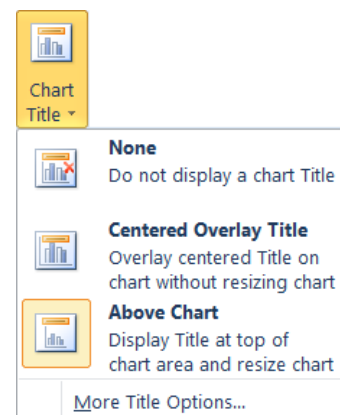 Chart
Title
None
Do not display a chart Title
Centered Overlay Title
Overlay centered Title on
chart without resizing chart
Above Chart
Display Title at top of
chart area and resize chart
More Title Options...